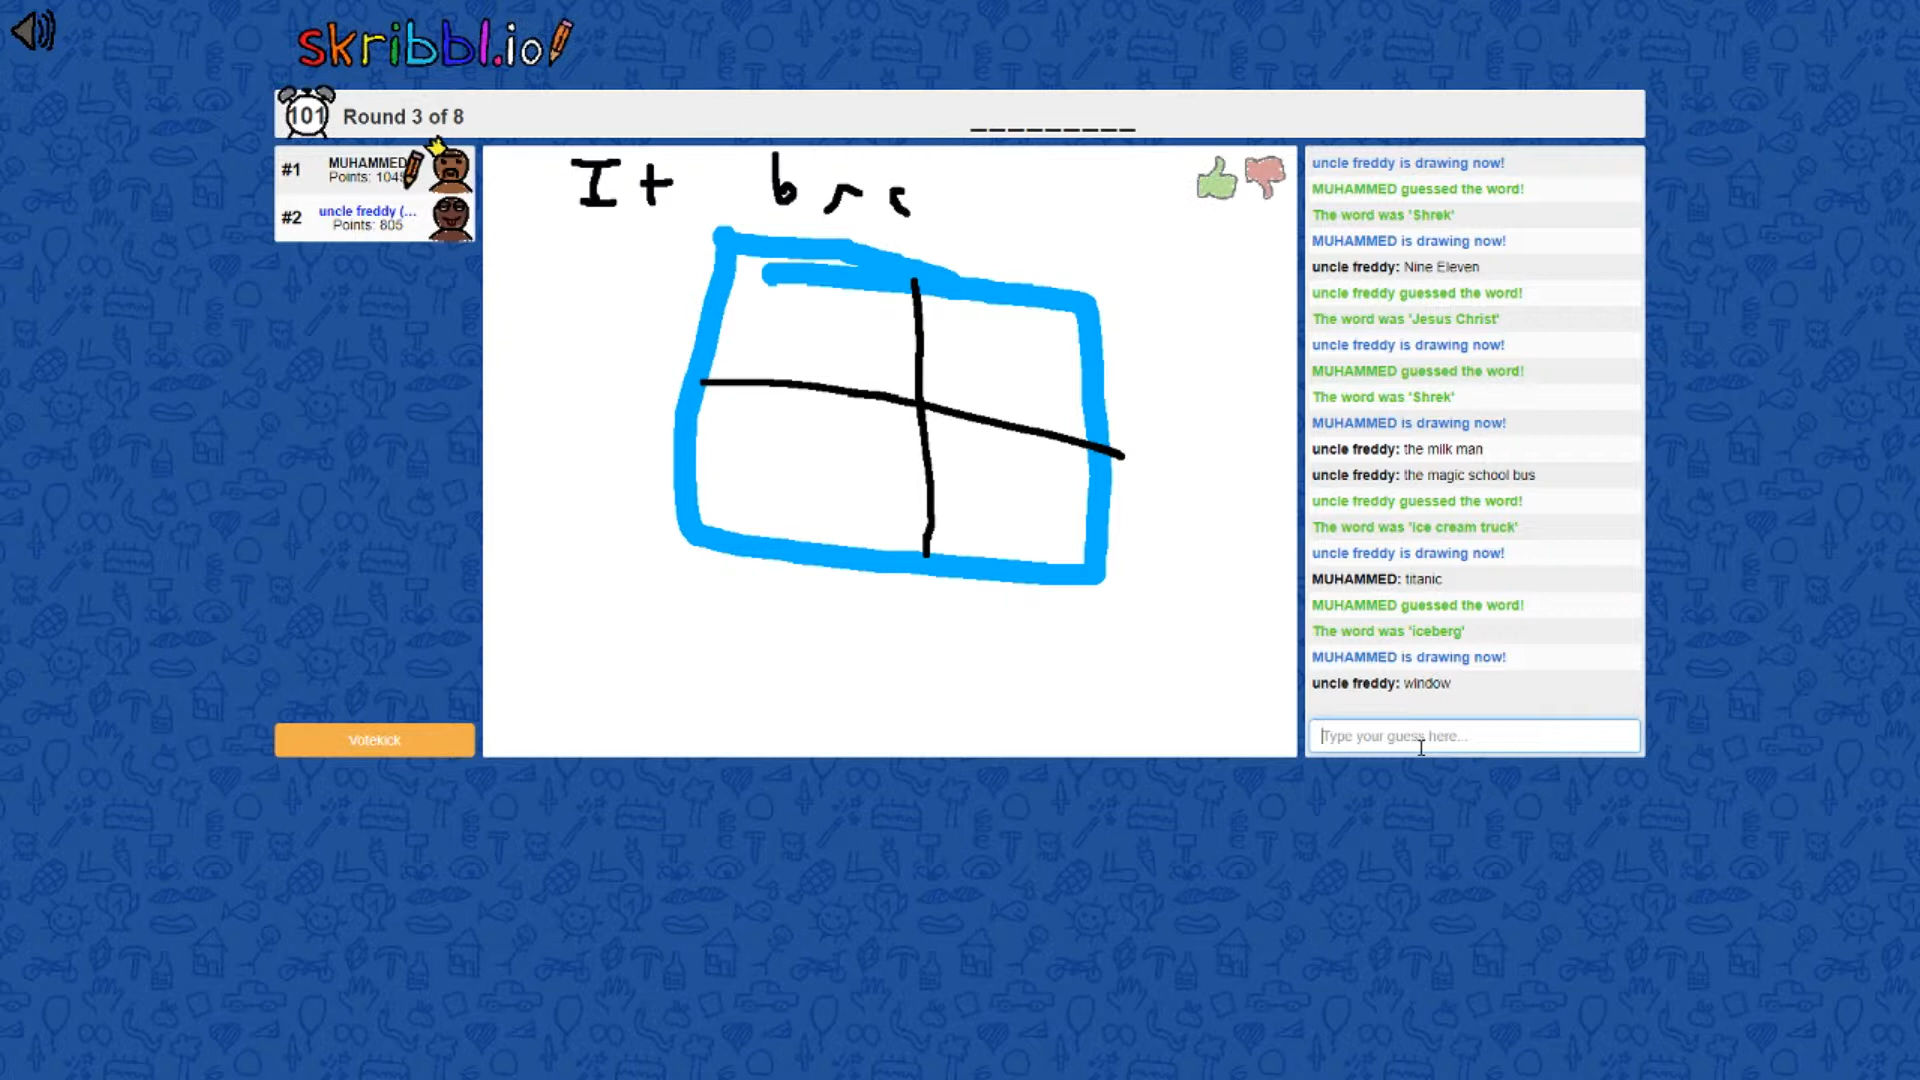 skribbl.io
101
Round 3 of 8
_________
#1
MUHAMMED
Points: 1045
#2
uncle freddy (...
Points: 805
Votekick
It
uncle freddy is drawing now!
MUHAMMED guessed the word!
The word was 'Shrek'
MUHAMMED is drawing now!
uncle freddy: Nine Eleven
uncle freddy guessed the word!
The word was 'Jesus Christ'
uncle freddy is drawing now!
MUHAMMED guessed the word!
The word was 'Shrek'
MUHAMMED is drawing now!
uncle freddy: the milk man
uncle freddy: the magic school bus
uncle freddy guessed the word!
The word was 'Ice cream truck'
uncle freddy is drawing now!
MUHAMMED: titanic
MUHAMMED guessed the word!
The word was 'iceberg'
MUHAMMED is drawing now!
uncle freddy: window
Type your guess here...